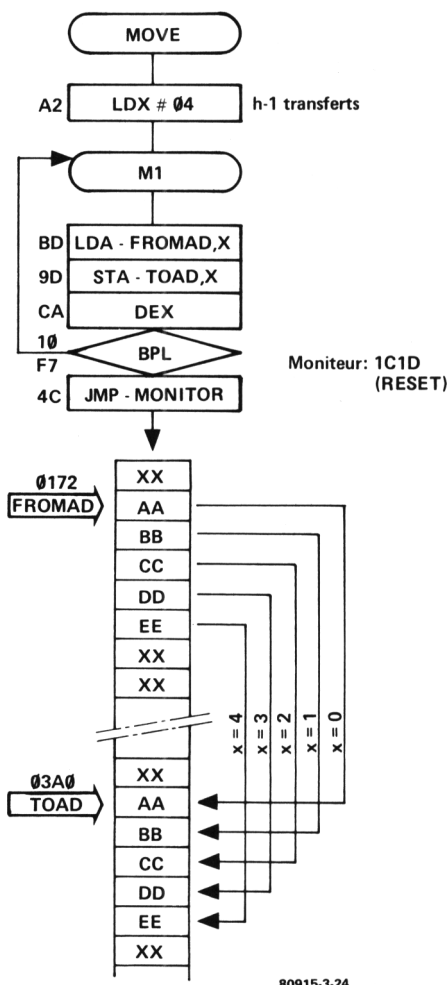 MOVE
A2 LDX # Ø4 h-1 transferts
M1
BD LDA - FROMAD,X
9D STA - TOAD,X
CA DEX
1Ø
F7 BPL
Moniteur: 1C1D
(RESET)
4C JMP - MONITOR
XX
Ø172
FROMAD
AA
BB
CC
DD
EE
XX
XX
x = 4
x = 3
x = 2
x = 1
x = 0
XX
Ø3AØ
TOAD
AA
BB
CC
DD
EE
XX
80915-3-24